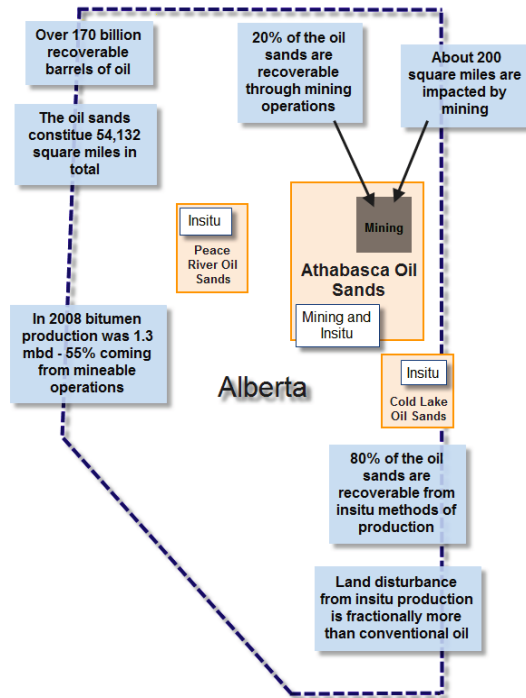 Over 170 billion
recoverable
barrels of oil
20% of the oil
sands are
recoverable
through mining
operations
About 200
square miles are
impacted by
mining
The oil sands
constitue 54,132
square miles in
total
Insitu
Peace
River Oil
Sands
Mining
Athabasca Oil
Sands
Mining and
Insitu
In 2008 bitumen
production was 1.3
mbd - 55% coming
from mineable
operations
Insitu
Cold Lake
Oil Sands
Alberta
80% of the oil
sands are
recoverable from
insitu methods of
production
Land disturbance
from insitu production
is fractionally more
than conventional oil